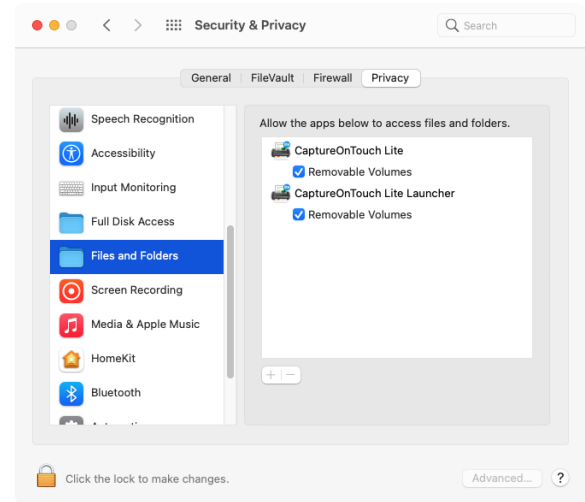 Security & Privacy
Search
General
FileVault
Firewall
Privacy
Speech Recognition
Accessibility
Input Monitoring
Full Disk Access
Files and Folders
Screen Recording
Media & Apple Music
HomeKit
Bluetooth
Allow the apps below to access files and folders.
CaptureOnTouch Lite
Removable Volumes
CaptureOnTouch Lite Launcher
Removable Volumes
+ −
Click the lock to make changes.
Advanced...
?